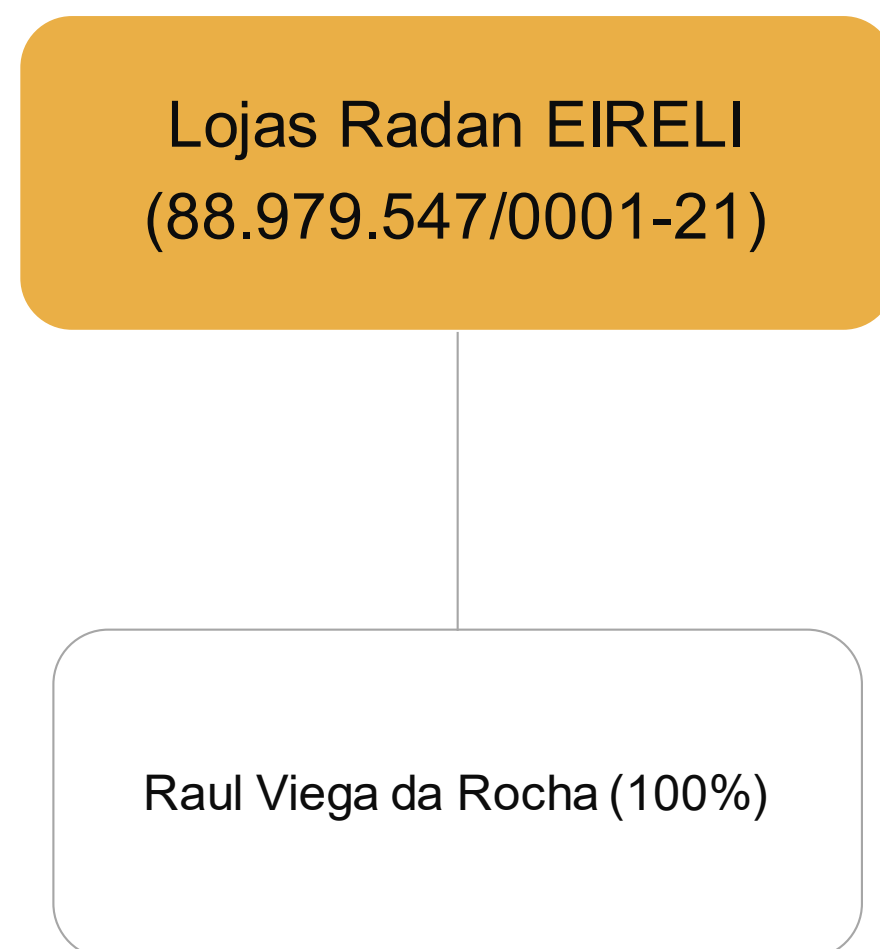 Lojas Radan EIRELI
(88.979.547/0001-21)
Raul Viega da Rocha (100%)